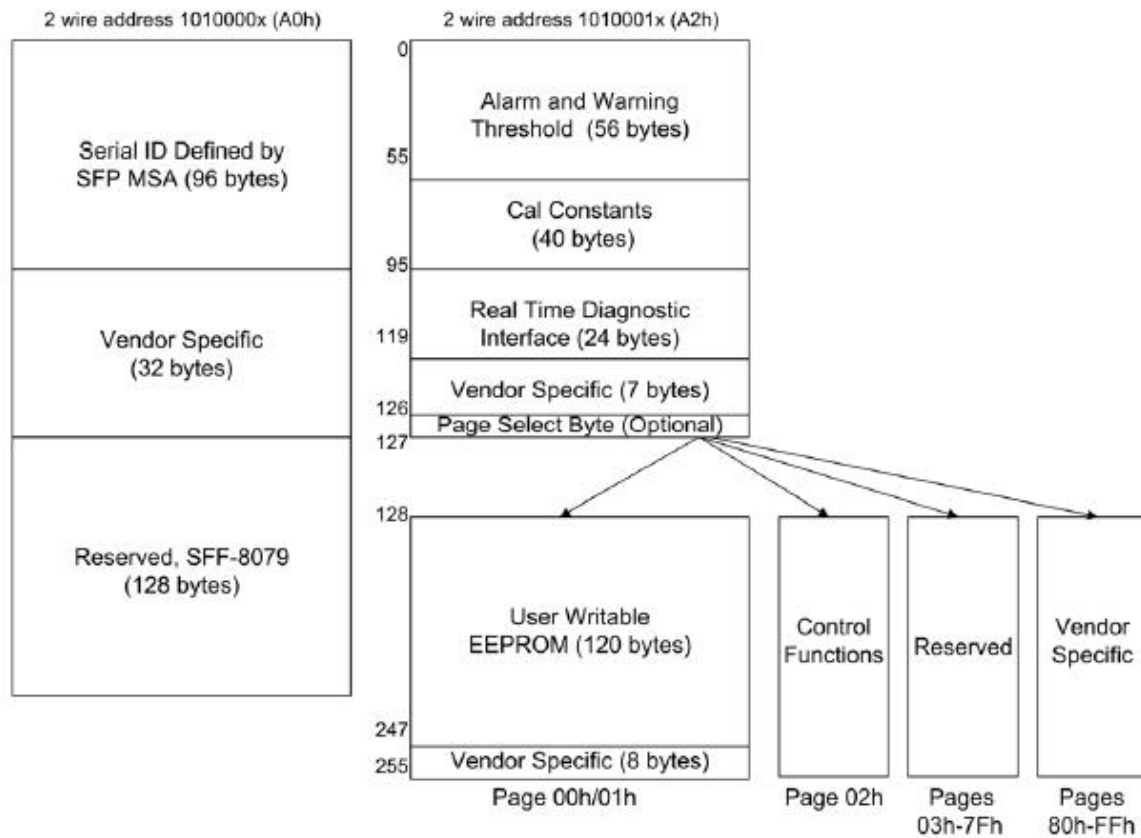 2 wire address 1010000x (A0h)
Serial ID Defined by
SFP MSA (96 bytes)
Vendor Specific
(32 bytes)
Reserved, SFF-8079
(128 bytes)
2 wire address 1010001x (A2h)
0
Alarm and Warning
Threshold (56 bytes)
55
Cal Constants
(40 bytes)
95
Real Time Diagnostic
Interface (24 bytes)
119
Vendor Specific (7 bytes)
126
Page Select Byte (Optional)
127
128
User Writable
EEPROM (120 bytes)
247
Vendor Specific (8 bytes)
255
Page 00h/01h
Control
Functions
Page 02h
Reserved
Pages
03h-7Fh
Vendor
Specific
Pages
80h-FFh